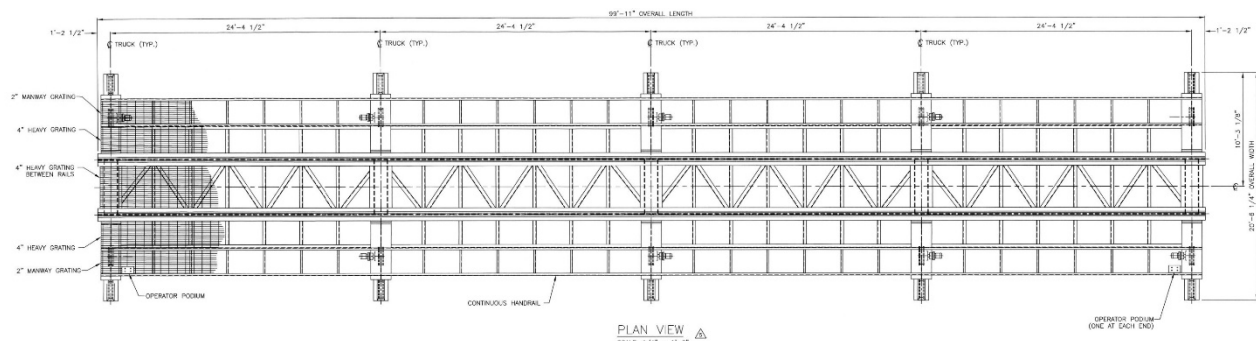 99'-11" OVERALL LENGTH
24'-4 1/2"
24'-4 1/2"
24'-4 1/2"
24'-4 1/2"
1'-2 1/2"
1'-2 1/2"
℄ TRUCK (TYP.)
℄ TRUCK (TYP.)
℄ TRUCK (TYP.)
℄ TRUCK (TYP.)
2" MANWAY GRATING
4" HEAVY GRATING
4" HEAVY GRATING
BETWEEN RAILS
4" HEAVY GRATING
2" MANWAY GRATING
10'-3 1/8"
20'-6 1/4" OVERALL WIDTH
OPERATOR PODIUM
CONTINUOUS HANDRAIL
OPERATOR PODIUM
(ONE AT EACH END)
PLAN VIEW